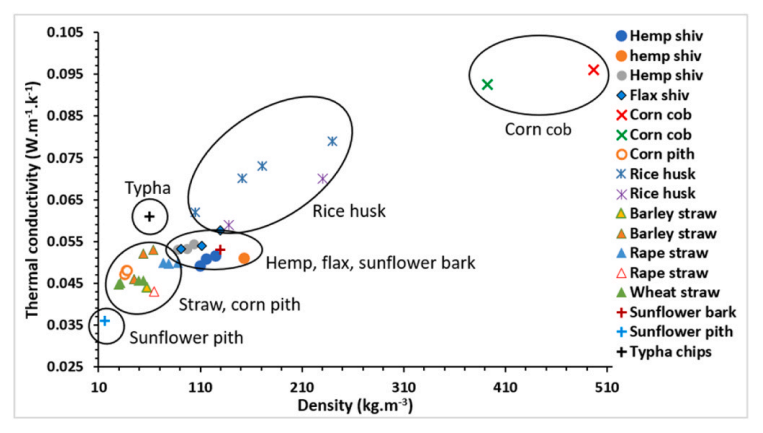 0.105
0.095
0.085
0.075
0.065
0.055
0.045
0.035
0.025
Thermal conductivity (W.m⁻¹.k⁻¹)
10
110
210
310
410
510
Density (kg.m⁻³)
Corn cob
Typha
Rice husk
Hemp, flax, sunflower bark
Straw, corn pith
Sunflower pith
Hemp shiv
hemp shiv
Hemp shiv
Flax shiv
Corn cob
Corn cob
Corn pith
Rice husk
Rice husk
Barley straw
Barley straw
Rape straw
Rape straw
Wheat straw
Sunflower bark
Sunflower pith
Typha chips